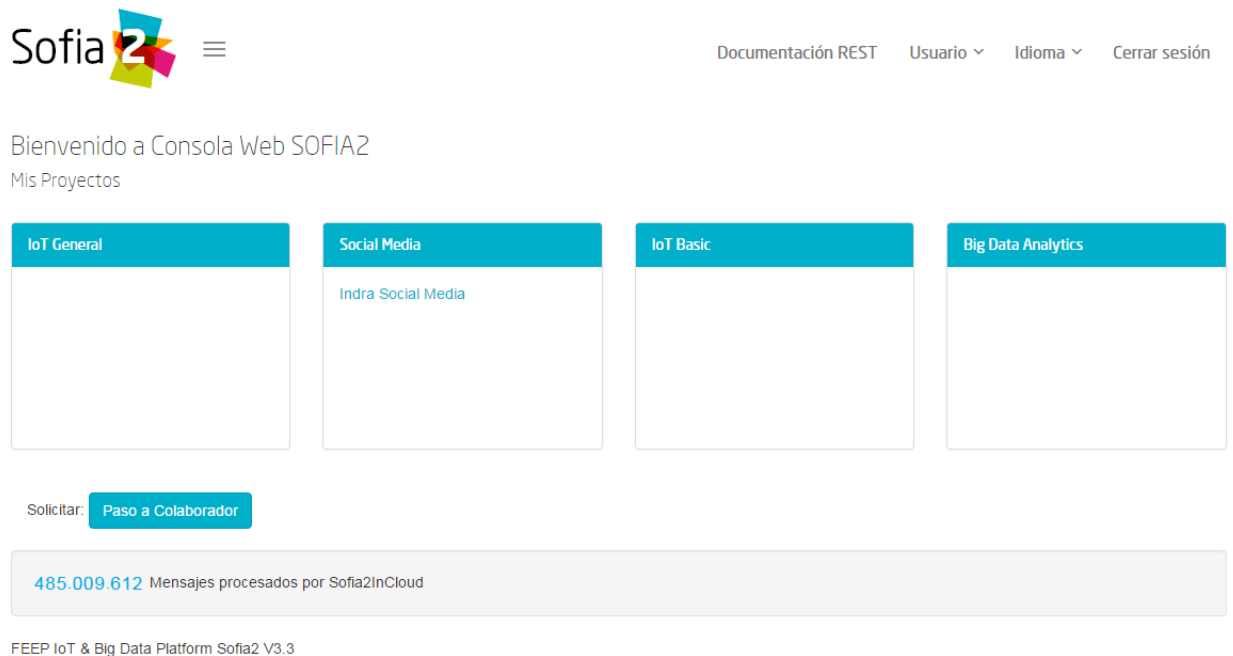 Sofia2
Documentación REST Usuario Idioma Cerrar sesión
Bienvenido a Consola Web SOFIA2
Mis Proyectos
IoT General Social Media IoT Basic Big Data Analytics
Indra Social Media
Solicitar: Paso a Colaborador
485.009.612 Mensajes procesados por Sofia2InCloud
FEEP IoT & Big Data Platform Sofia2 V3.3